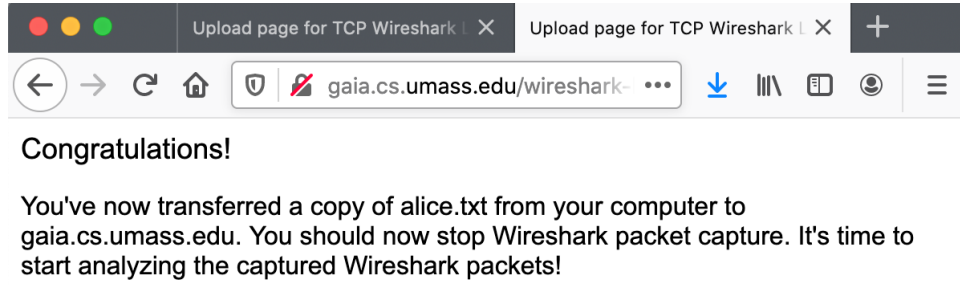 Upload page for TCP Wireshark L
Upload page for TCP Wireshark L
gaia.cs.umass.edu/wireshark-
Congratulations!
You've now transferred a copy of alice.txt from your computer to
gaia.cs.umass.edu. You should now stop Wireshark packet capture. It's time to
start analyzing the captured Wireshark packets!